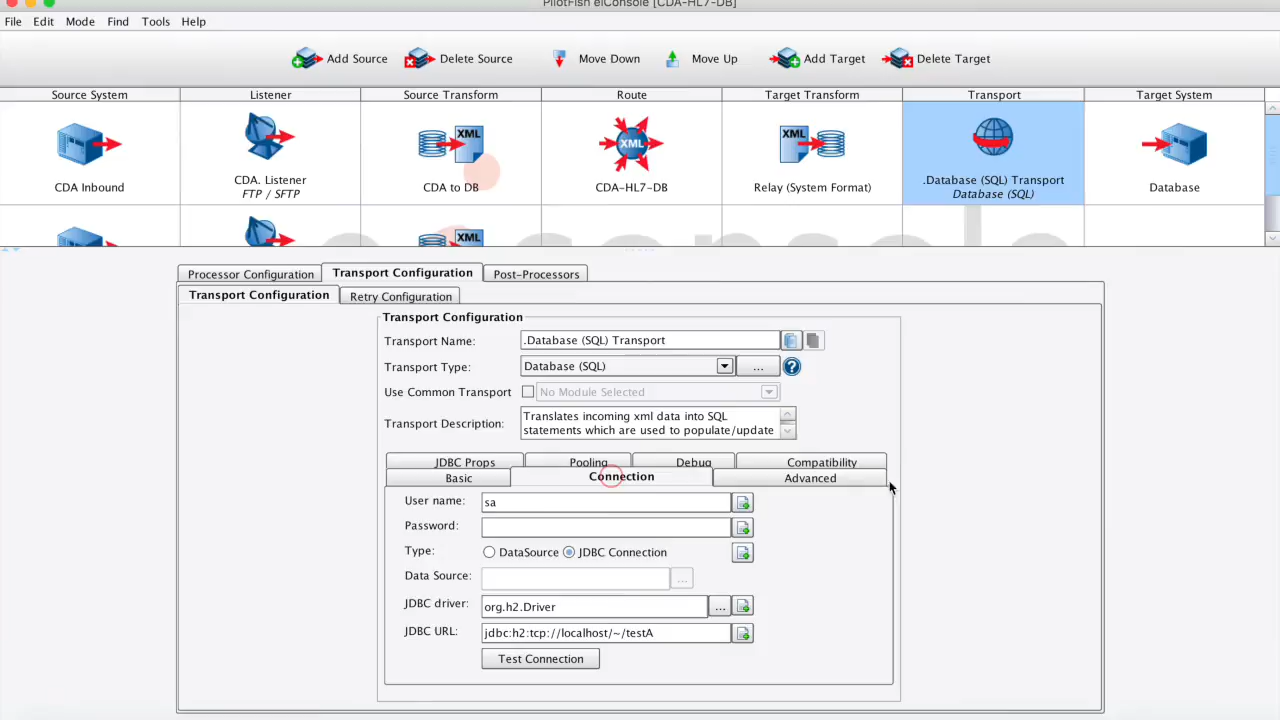 PilotFish eiConsole [CDA-HL7-DB]
File Edit Mode Find Tools Help
Add Source Delete Source Move Down Move Up Add Target Delete Target
Source System Listener Source Transform Route Target Transform Transport Target System
XML XML XML
CDA Inbound CDA. Listener CDA to DB CDA-HL7-DB Relay (System Format) .Database (SQL) Transport Database
FTP / SFTP Database (SQL)
XML
Processor Configuration Transport Configuration Post-Processors
Transport Configuration Retry Configuration
Transport Configuration
Transport Name: .Database (SQL) Transport
Transport Type: Database (SQL) ... ?
Use Common Transport No Module Selected
Transport Description: Translates incoming xml data into SQL
statements which are used to populate/update
JDBC Props Pooling Debug Compatibility
Basic Connection Advanced
User name: sa
Password:
Type: DataSource JDBC Connection
Data Source: ...
JDBC driver: org.h2.Driver ...
JDBC URL: jdbc:h2:tcp://localhost/~/testA
Test Connection